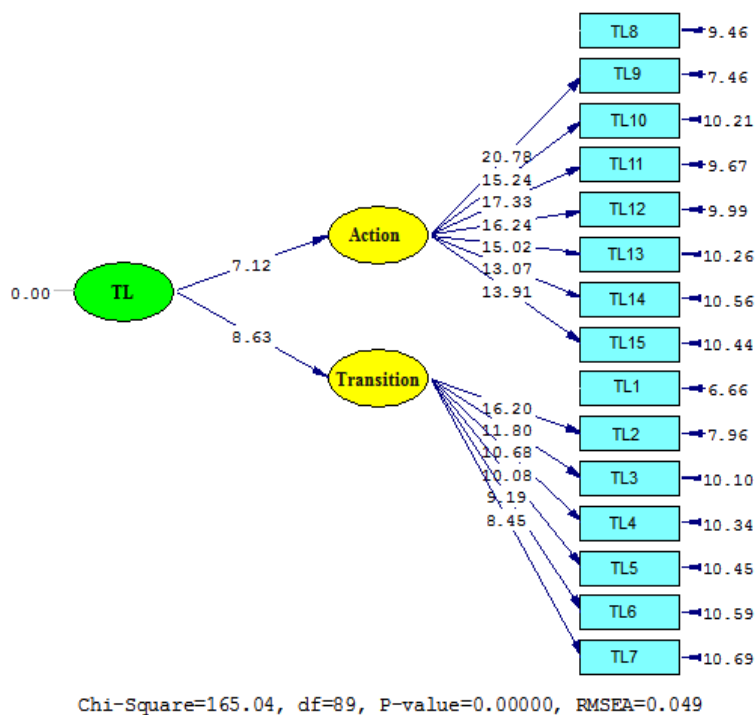 TL8 9.46
TL9 7.46
TL10 10.21
20.78
15.24
TL11 9.67
17.33
16.24
TL12 9.99
Action
15.02
TL13 10.26
7.12
13.07
13.91
0.00 TL
TL14 10.56
8.63
TL15 10.44
Transition
TL1 6.66
16.20
11.80
TL2 7.96
10.68
10.08
TL3 10.10
9.19
8.45
TL4 10.34
TL5 10.45
TL6 10.59
TL7 10.69
Chi-Square=165.04, df=89, P-value=0.00000, RMSEA=0.049